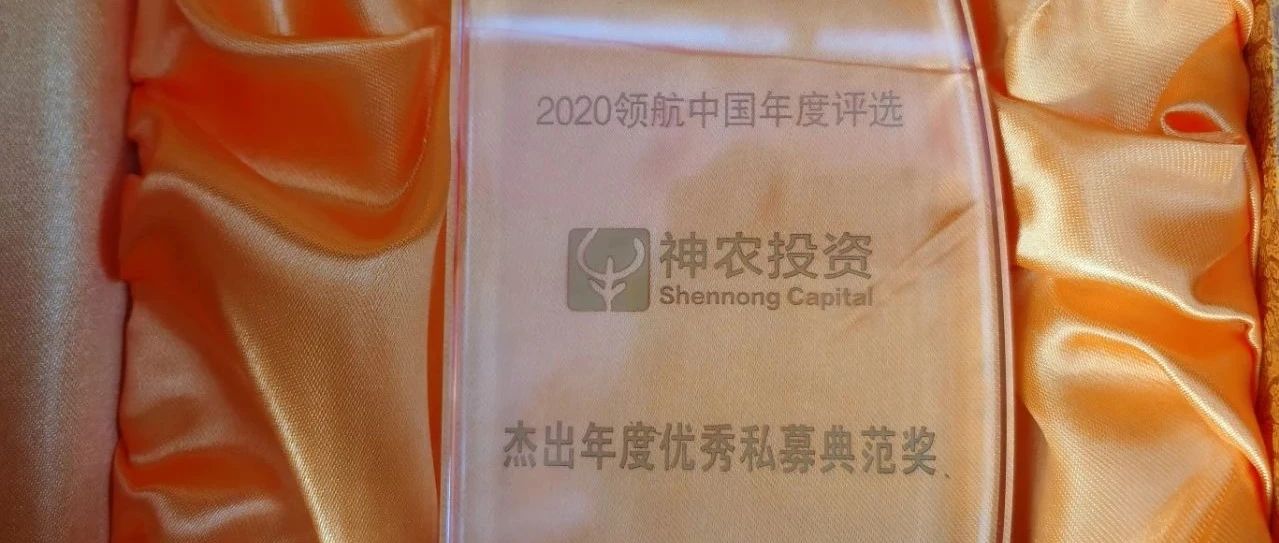 2020领航中国年度评选
神农投资
Shennong Capital
杰出年度优秀私募典范奖